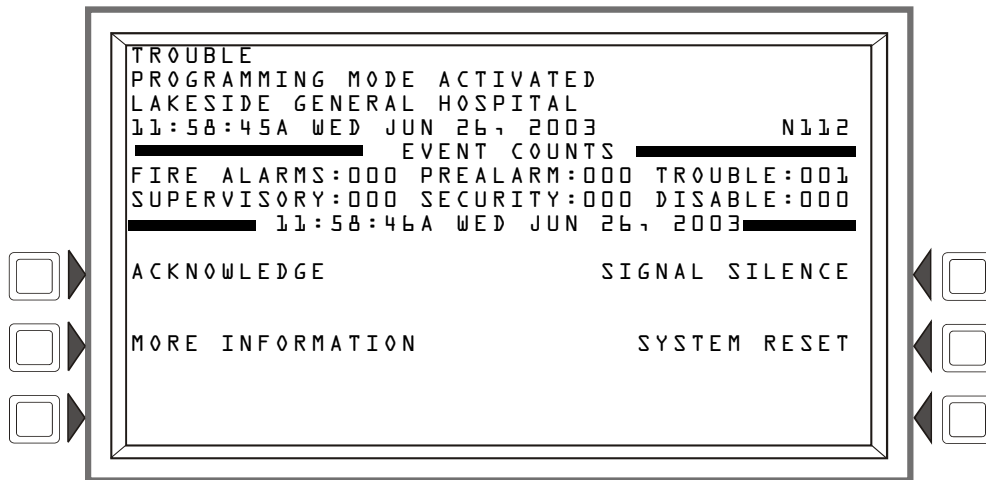 TROUBLE
PROGRAMMING MODE ACTIVATED
LAKESIDE GENERAL HOSPITAL
11:58:45A WED JUN 26, 2003 N112
EVENT COUNTS
FIRE ALARMS:000 PREALARM:000 TROUBLE:001
SUPERVISORY:000 SECURITY:000 DISABLE:000
11:58:46A WED JUN 26, 2003
ACKNOWLEDGE SIGNAL SILENCE
MORE INFORMATION SYSTEM RESET